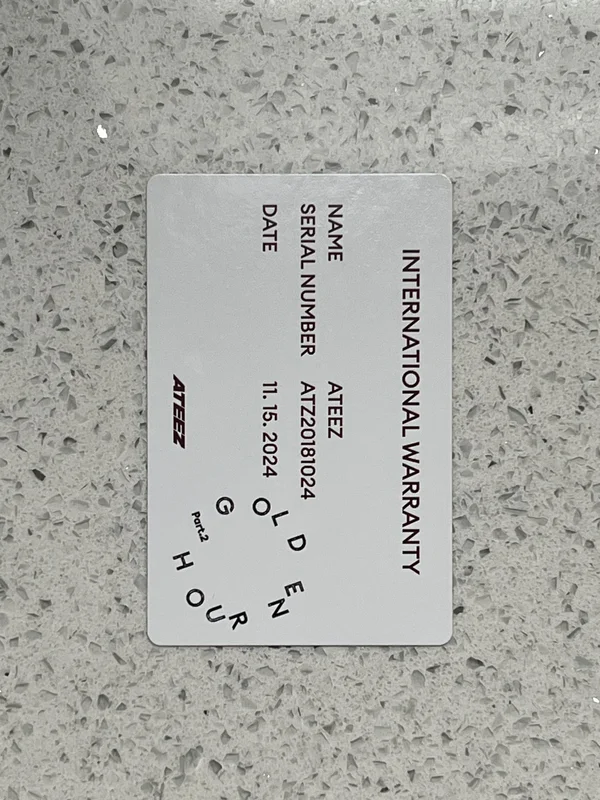 INTERNATIONAL WARRANTY
NAME ATEEZ
SERIAL NUMBER ATZ20181024
DATE 11. 15. 2024
GOLDEN
HOUR
Part.2
ATEEZ